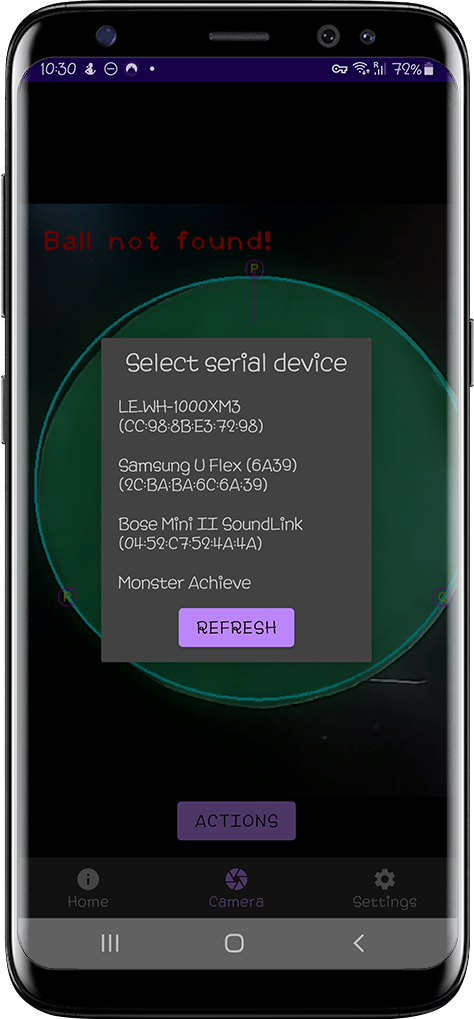 10:30
72%
Ball not found!
P
Select serial device
LE_WH-1000XM3
(CC:98:8B:E3:72:98)
Samsung U Flex (6A39)
(2C:BA:BA:6C:6A:39)
Bose Mini II SoundLink
(04:52:C7:52:4A:4A)
Monster Achieve
REFRESH
ACTIONS
Home
Camera
Settings